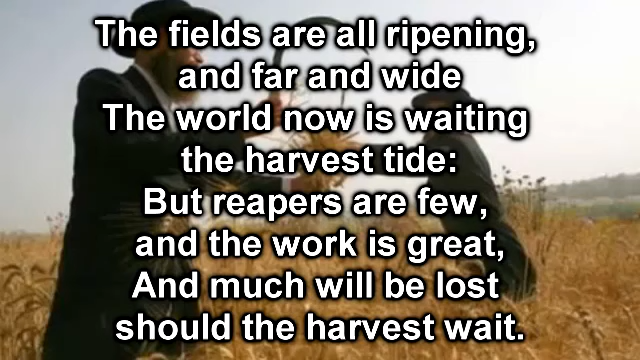 The fields are all ripening,
and far and wide
The world now is waiting
the harvest tide:
But reapers are few,
and the work is great,
And much will be lost
should the harvest wait.